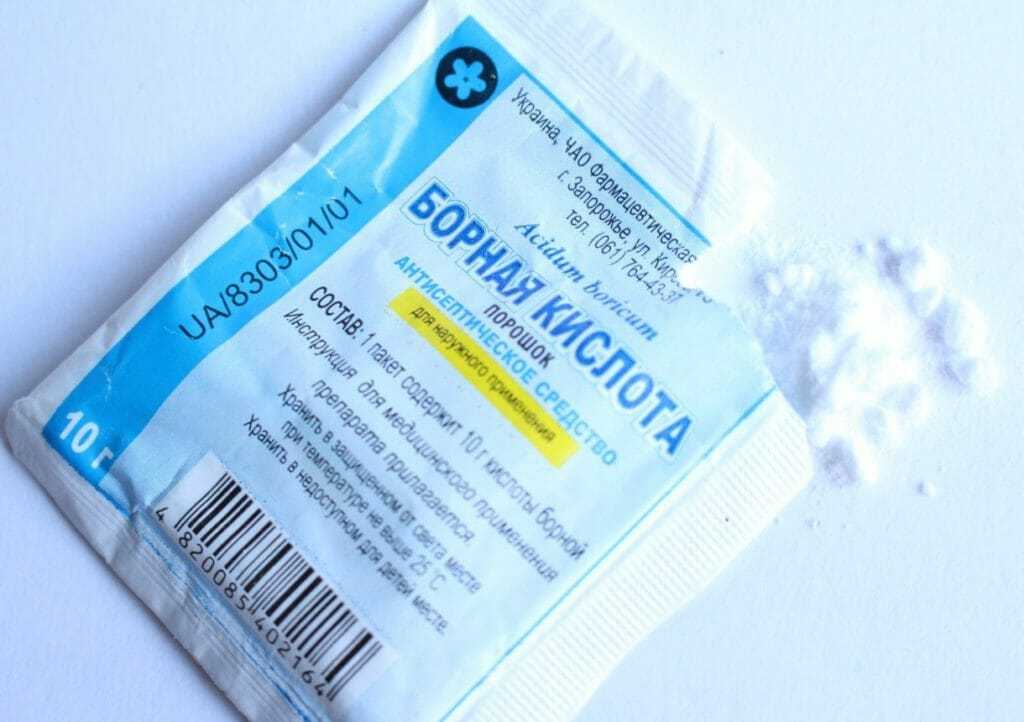 Украина, ЧАО Фармацевтическая
г. Запорожье, ул. Кир
тел. (061) 764-43-37
Acidum boricum
БОРНАЯ КИСЛОТА
ПОРОШОК
АНТИСЕПТИЧЕСКОЕ СРЕДСТВО
для наружного применения
СОСТАВ: 1 пакет содержит 10 г кислоты борной
Инструкция для медицинского применения
препарата прилагается.
Хранить в защищенном от света месте
при температуре не выше 25 С
Хранить в недоступном для детей месте.
UA/8303/01/01
10 г
4 820085 402164